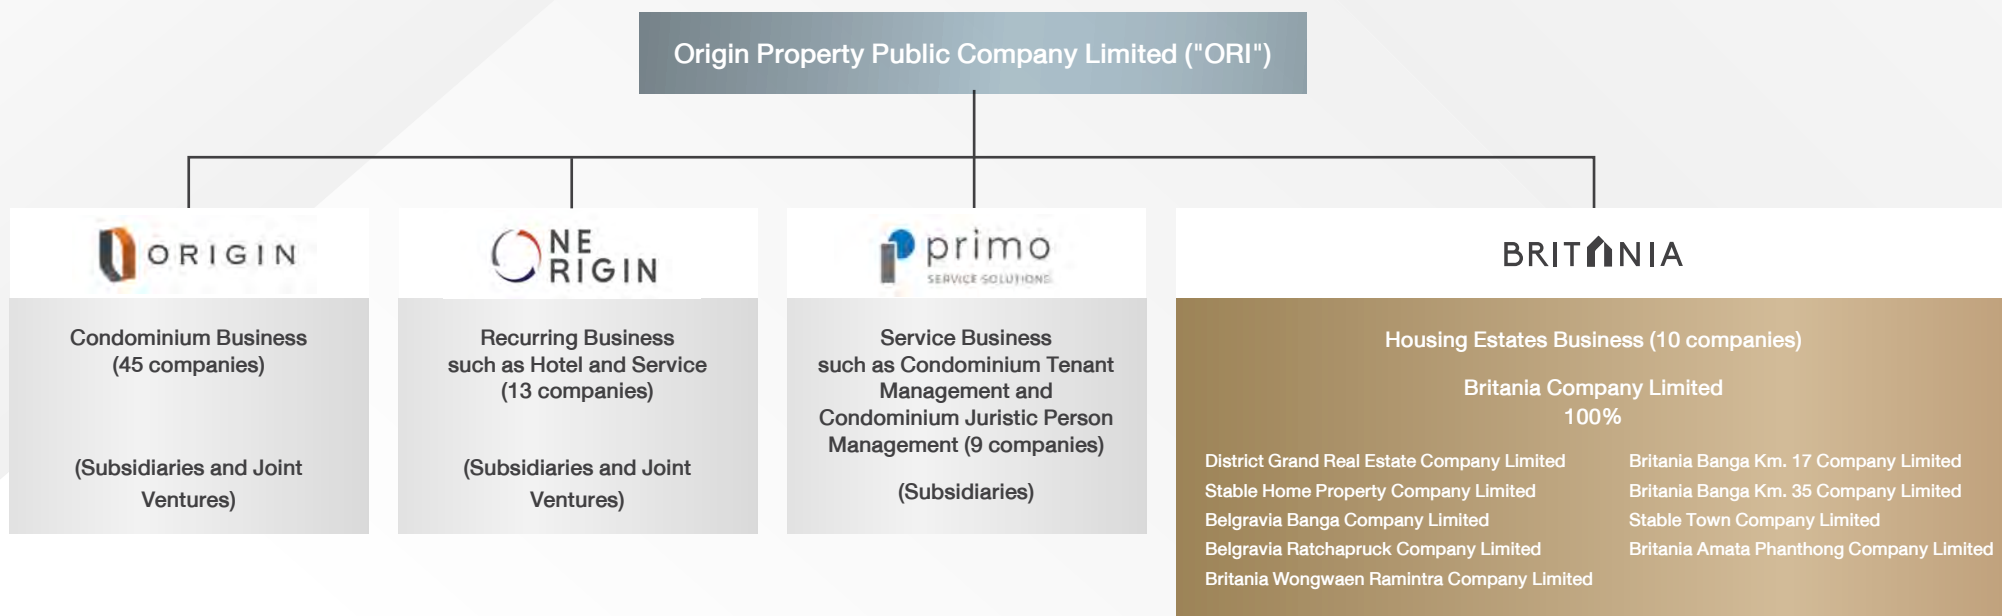 Origin Property Public Company Limited ("ORI")
ORIGIN
ONE
ORIGIN
primo
SERVICE SOLUTIONS
BRITANIA
Condominium Business
(45 companies)
(Subsidiaries and Joint
Ventures)
Recurring Business
such as Hotel and Service
(13 companies)
(Subsidiaries and Joint
Ventures)
Service Business
such as Condominium Tenant
Management and
Condominium Juristic Person
Management (9 companies)
(Subsidiaries)
Housing Estates Business (10 companies)
Britania Company Limited
100%
District Grand Real Estate Company Limited
Stable Home Property Company Limited
Belgravia Banga Company Limited
Belgravia Ratchapruck Company Limited
Britania Wongwaen Ramintra Company Limited
Britania Banga Km. 17 Company Limited
Britania Banga Km. 35 Company Limited
Stable Town Company Limited
Britania Amata Phanthong Company Limited